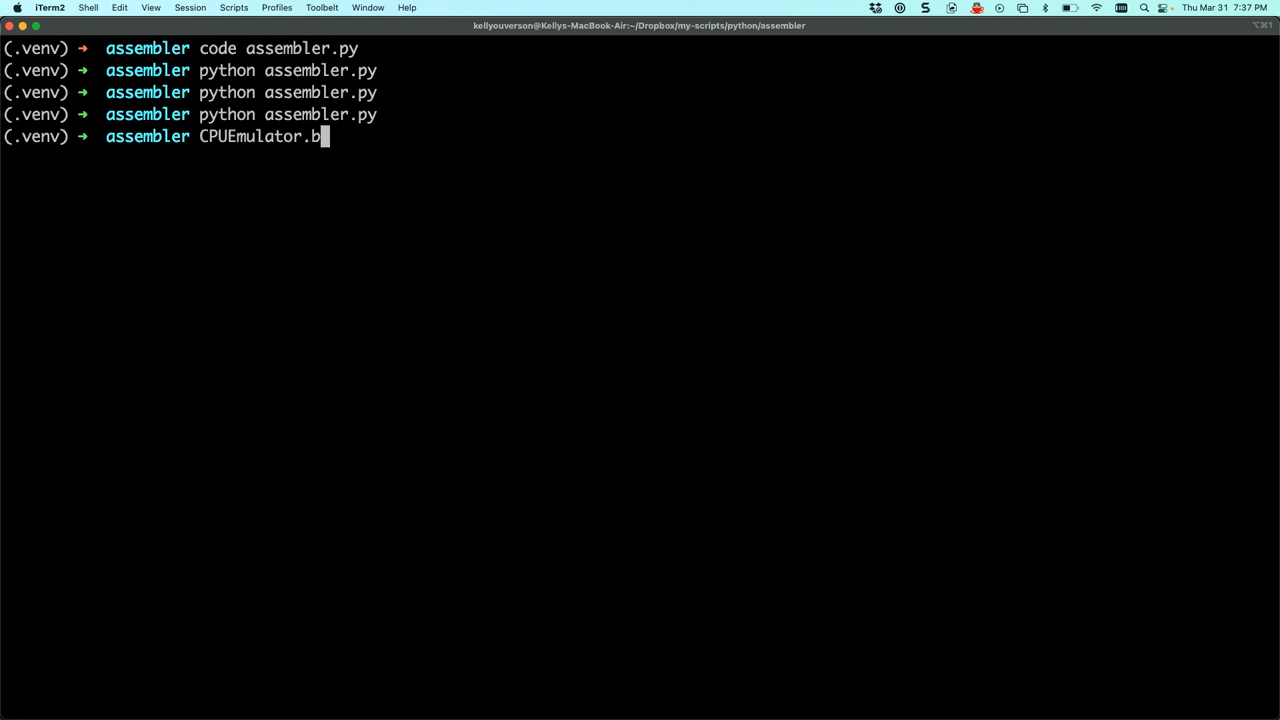 iTerm2 Shell Edit View Session Scripts Profiles Toolbelt Window Help Thu Mar 31 7:37 PM
kellyouverson@Kellys-MacBook-Air:~/Dropbox/my-scripts/python/assembler ⌥⌘1
(.venv) ➜ assembler code assembler.py
(.venv) ➜ assembler python assembler.py
(.venv) ➜ assembler python assembler.py
(.venv) ➜ assembler python assembler.py
(.venv) ➜ assembler CPUEmulator.b